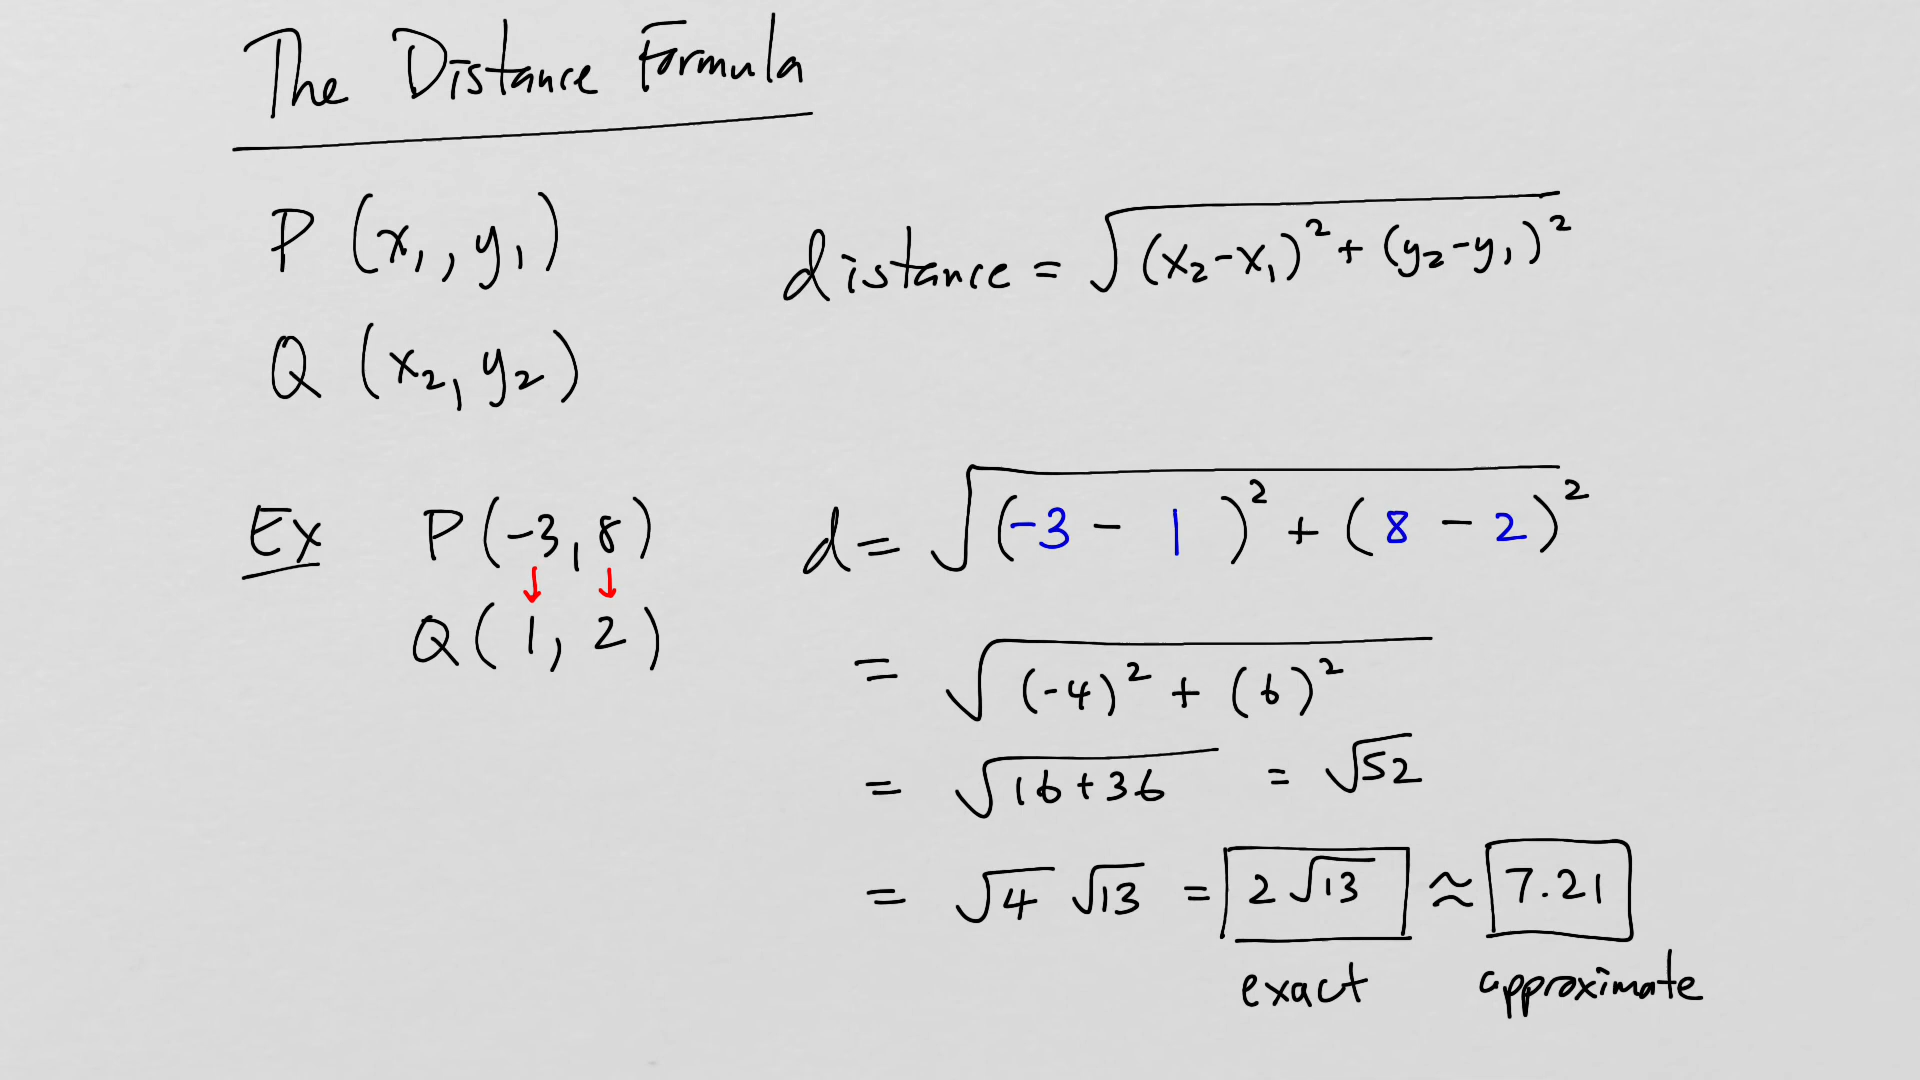 The Distance Formula
P (x₁, y₁)
distance = √((x₂-x₁)² + (y₂-y₁)²)
Q (x₂, y₂)
Ex P(-3, 8) d = √((-3 - 1)² + (8 - 2)²)
↓ ↓
Q(1, 2)
= √((-4)² + (6)²)
= √(16+36) = √52
= √4 √13 = 2√13 ≈ 7.21
exact approximate